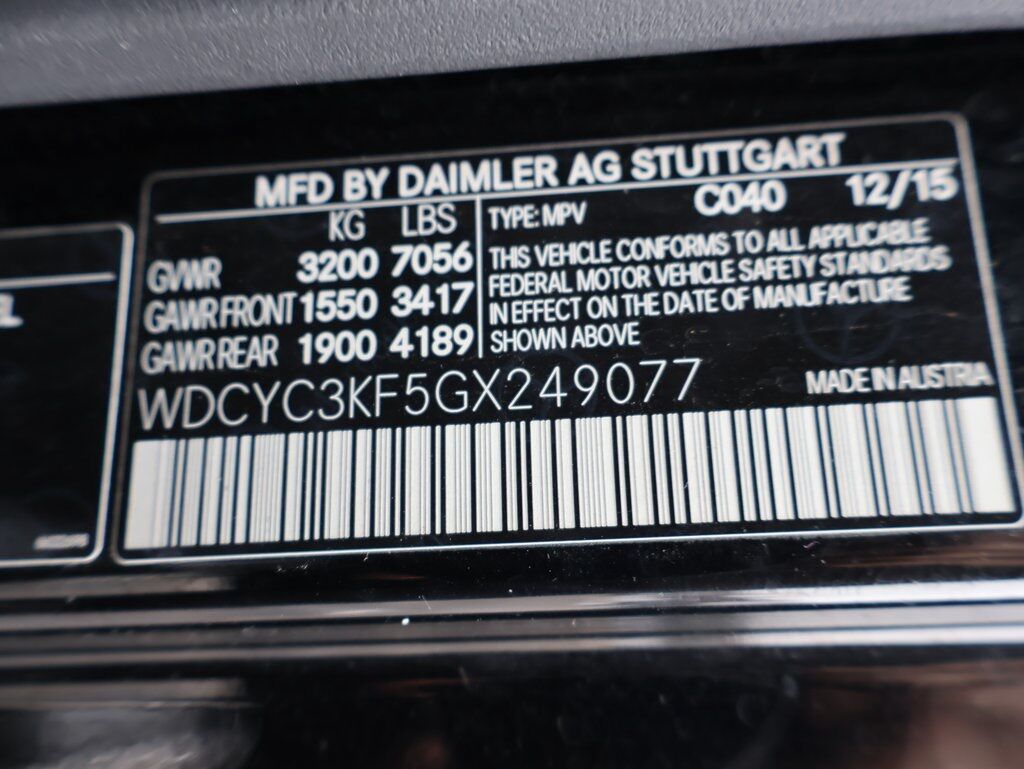 MFD BY DAIMLER AG STUTTGART
KG LBS
GVWR 3200 7056
GAWR FRONT 1550 3417
GAWR REAR 1900 4189
TYPE: MPV C040 12/15
THIS VEHICLE CONFORMS TO ALL APPLICABLE
FEDERAL MOTOR VEHICLE SAFETY STANDARDS
IN EFFECT ON THE DATE OF MANUFACTURE
SHOWN ABOVE
WDCYC3KF5GX249077
MADE IN AUSTRIA